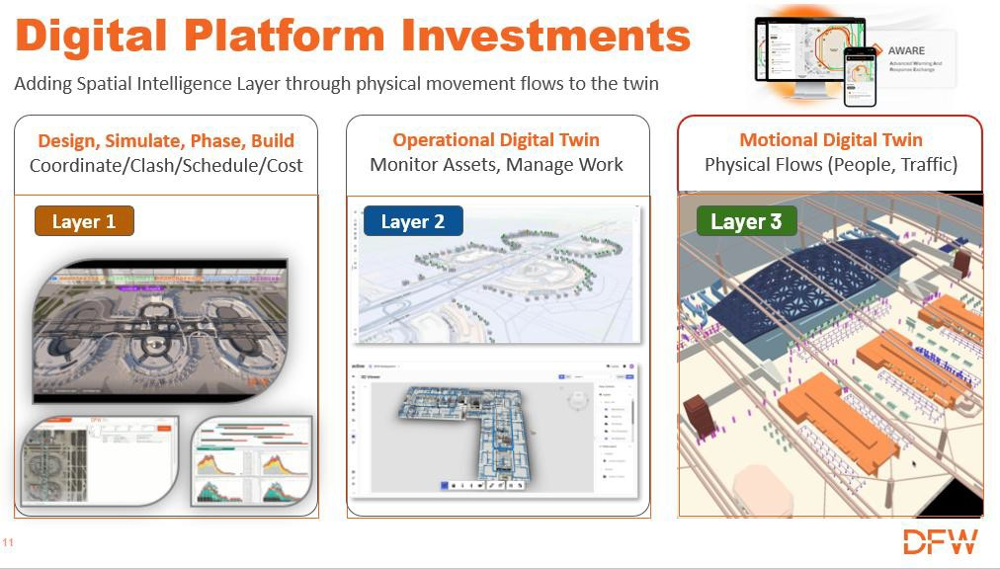 Digital Platform Investments
Adding Spatial Intelligence Layer through physical movement flows to the twin
AWARE
Advanced Warning And
Response Exchange
Design, Simulate, Phase, Build
Coordinate/Clash/Schedule/Cost
Layer 1
Operational Digital Twin
Monitor Assets, Manage Work
Layer 2
3D Viewer
Motional Digital Twin
Physical Flows (People, Traffic)
Layer 3
11
DFW